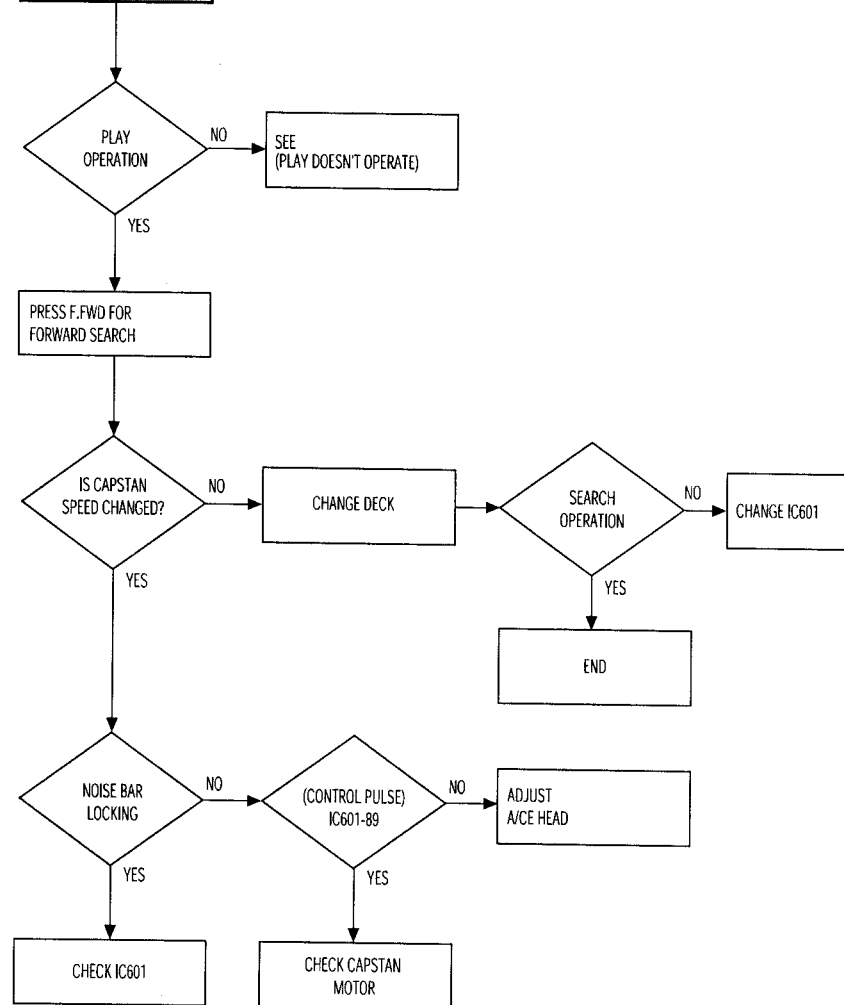 PLAY
OPERATION
NO
SEE
(PLAY DOESN'T OPERATE)
YES
PRESS F.FWD FOR
FORWARD SEARCH
IS CAPSTAN
SPEED CHANGED?
NO
CHANGE DECK
SEARCH
OPERATION
NO
CHANGE IC601
YES
YES
END
NOISE BAR
LOCKING
NO
(CONTROL PULSE)
IC601-89
NO
ADJUST
A/CE HEAD
YES
YES
CHECK IC601
CHECK CAPSTAN
MOTOR